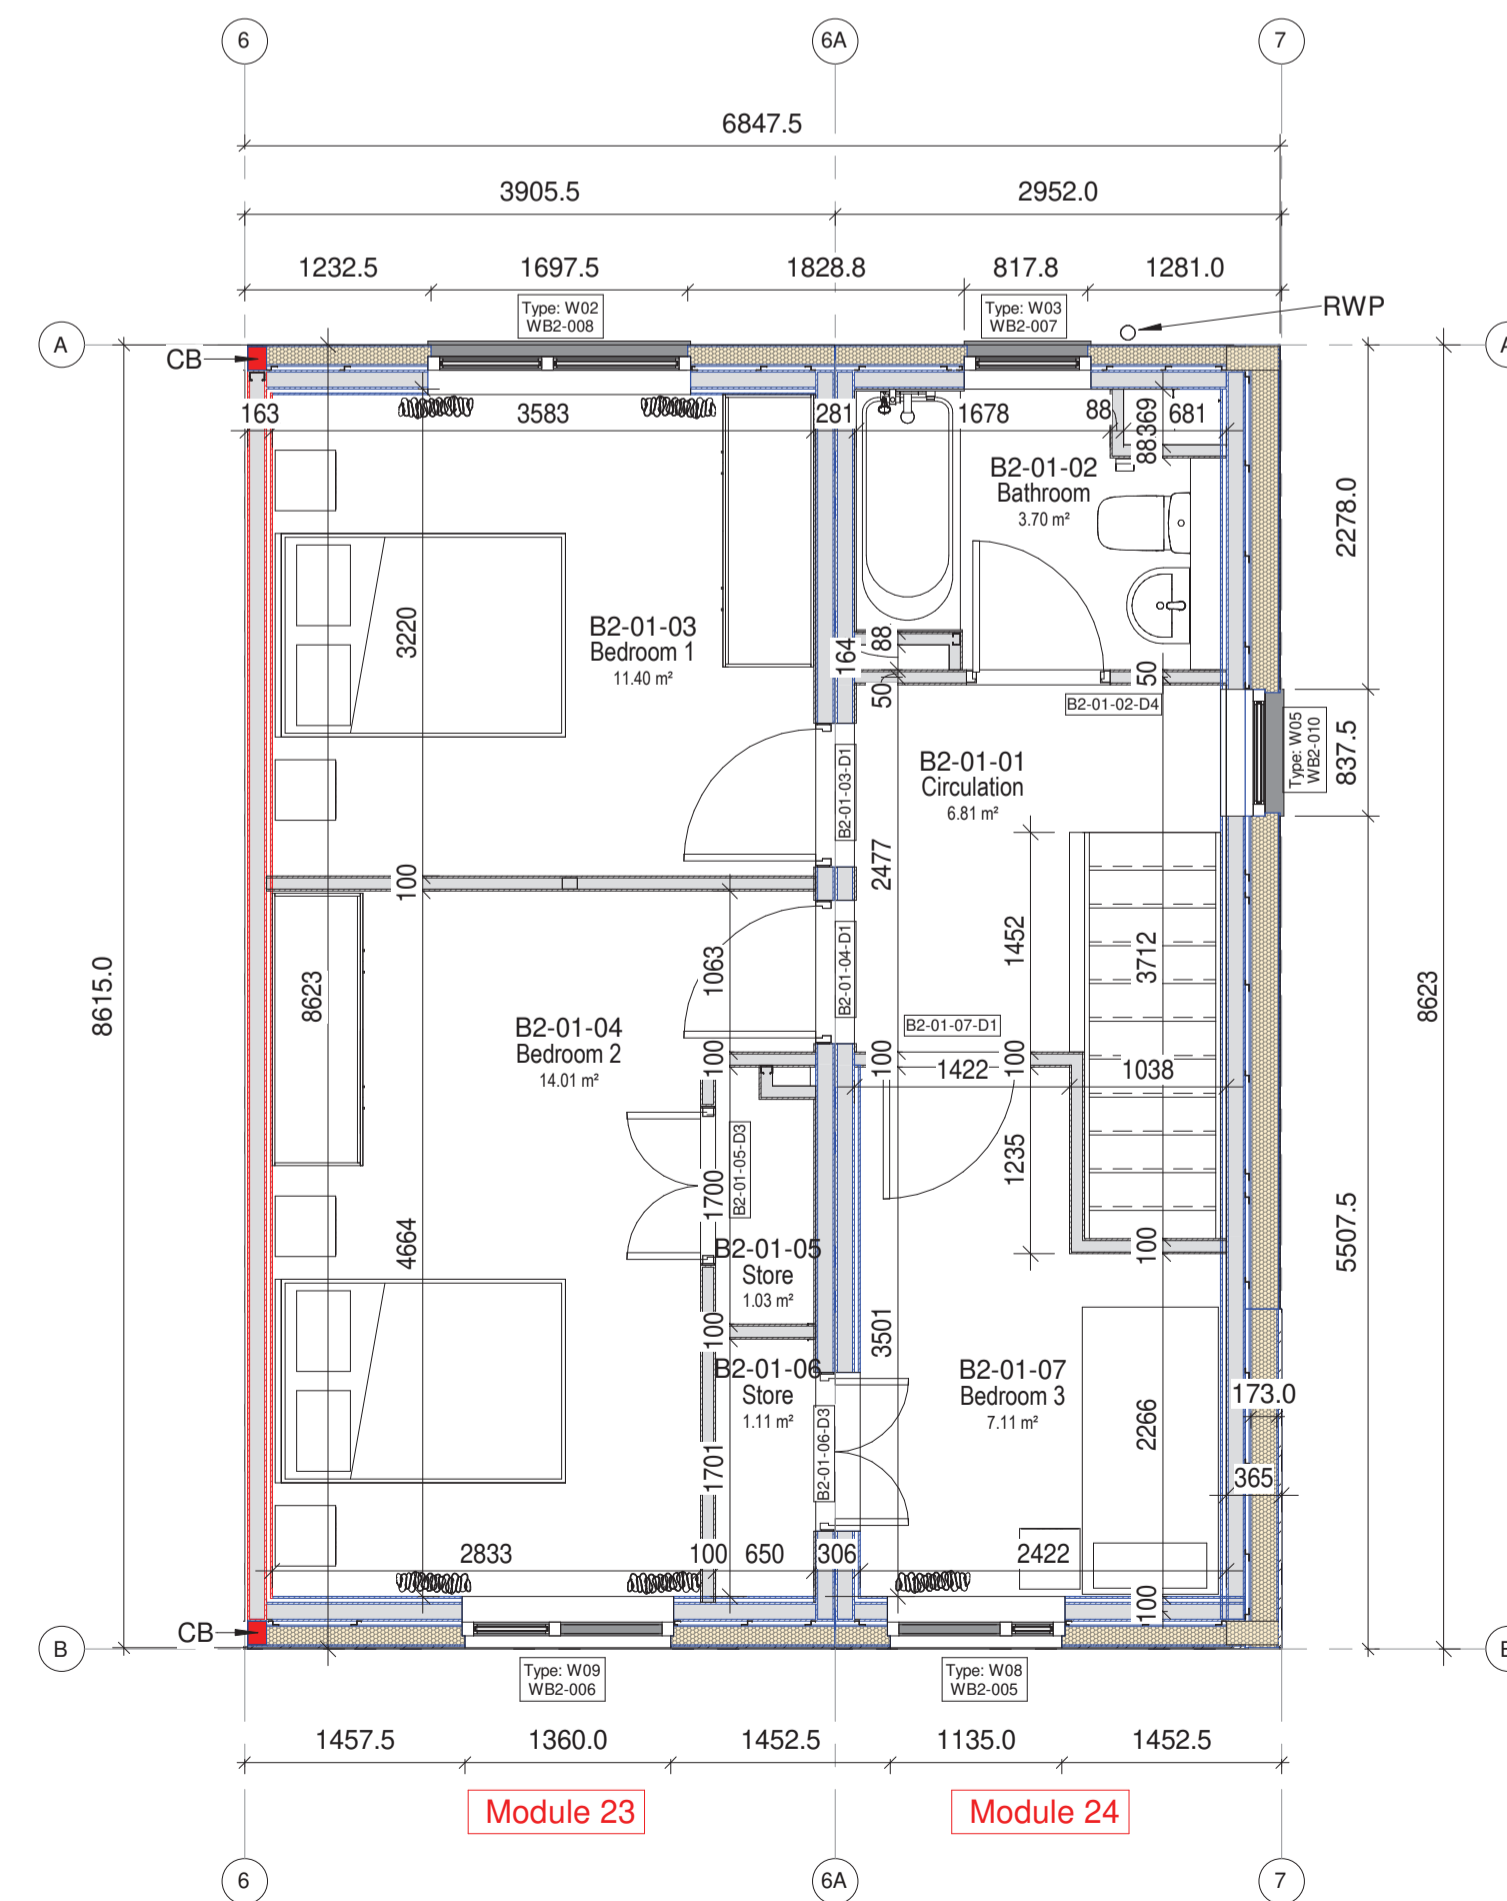 6
6A
7
6847.5
3905.5
2952.0
1232.5
1697.5
1828.8
817.8
1281.0
Type: W02
WB2-008
Type: W03
WB2-007
RWP
A
CB
163
3583
281
1678
88
88369
681
B2-01-02
Bathroom
3.70 m²
2278.0
B2-01-03
Bedroom 1
11.40 m²
3220
164
88
50
50
B2-01-02-D4
Type: W05
WB2-010
837.5
B2-01-03-D1
B2-01-01
Circulation
6.81 m²
100
2477
1452
3712
8615.0
8623
8623
1063
B2-01-04-D1
B2-01-04
Bedroom 2
14.01 m²
B2-01-07-D1
100
100
100
1422
1038
B2-01-05-D3
1700
1235
4664
B2-01-05
Store
1.03 m²
100
5507.5
100
3501
B2-01-06
Store
1.11 m²
B2-01-07
Bedroom 3
7.11 m²
173.0
2266
1701
B2-01-06-D3
365
2833
100
650
306
2422
100
CB
B
Type: W09
WB2-006
Type: W08
WB2-005
1457.5
1360.0
1452.5
1135.0
1452.5
Module 23
Module 24
6
6A
7